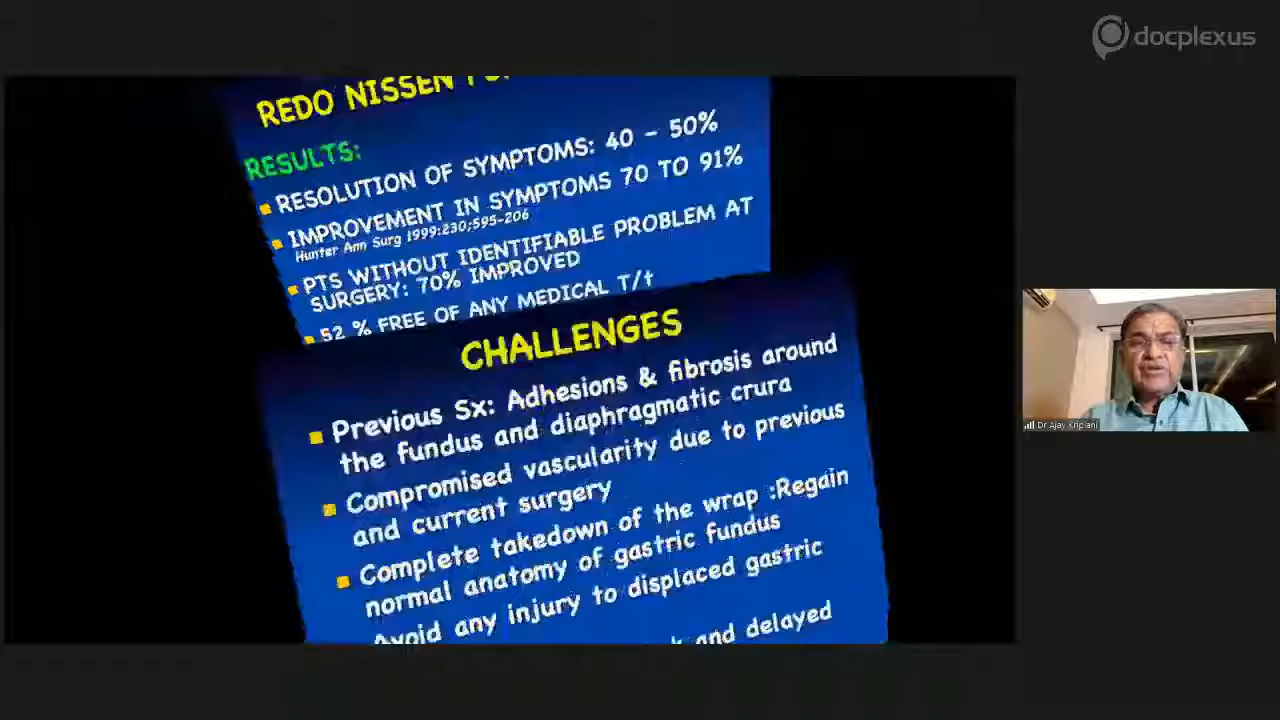 docplexus
REDO NISSEN
RESULTS:
RESOLUTION OF SYMPTOMS: 40 - 50%
IMPROVEMENT IN SYMPTOMS 70 TO 91%
Hunter Ann Surg 1999:230;595-206
PTS WITHOUT IDENTIFIABLE PROBLEM AT
SURGERY: 70% IMPROVED
52 % FREE OF ANY MEDICAL T/t
CHALLENGES
Previous Sx: Adhesions & fibrosis around
the fundus and diaphragmatic crura
Compromised vascularity due to previous
and current surgery
Complete takedown of the wrap :Regain
normal anatomy of gastric fundus
Avoid any injury to displaced gastric
and delayed
Dr Ajay Kriplani